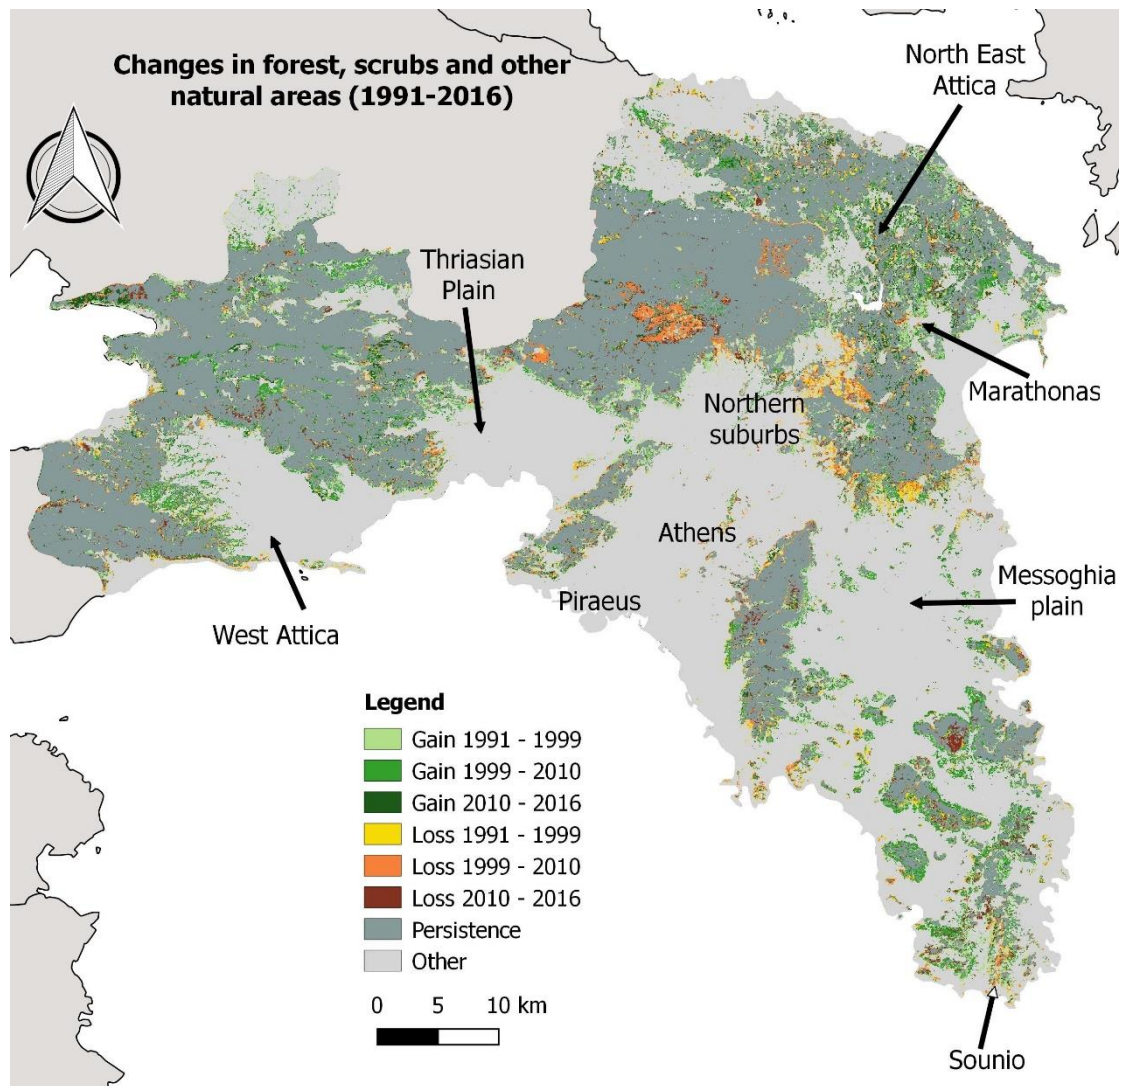 Changes in forest, scrubs and other
natural areas (1991-2016)
North East
Attica
Thriasian
Plain
Marathonas
Northern
suburbs
Athens
Messoghia
plain
Piraeus
West Attica
Legend
Gain 1991 - 1999
Gain 1999 - 2010
Gain 2010 - 2016
Loss 1991 - 1999
Loss 1999 - 2010
Loss 2010 - 2016
Persistence
Other
0 5 10 km
Sounio